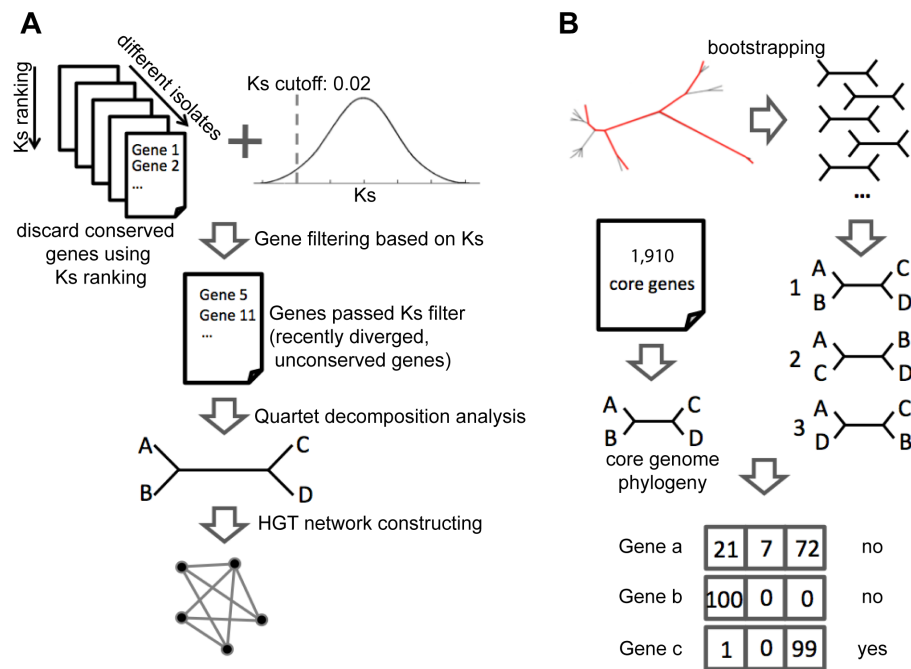 A
Ks ranking
different isolates
Gene 1
Gene 2
...
discard conserved
genes using
Ks ranking
Ks cutoff: 0.02
Ks
Gene filtering based on Ks
Gene 5
Gene 11
...
Genes passed Ks filter
(recently diverged,
unconserved genes)
Quartet decomposition analysis
A
C
B
D
HGT network constructing
B
bootstrapping
...
1,910
core genes
A
C
B
D
core genome
phylogeny
1
A
C
B
D
2
A
B
C
D
3
A
C
D
B
Gene a 21 7 72 no
Gene b 100 0 0 no
Gene c 1 0 99 yes